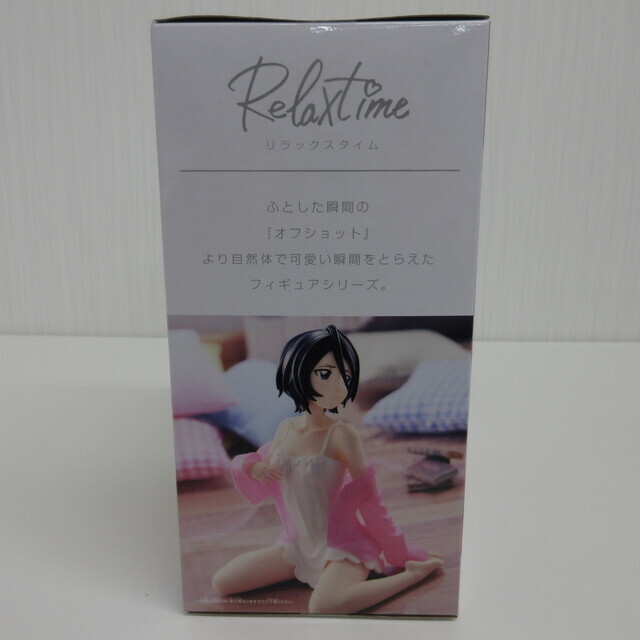 Relaxtime
リラックスタイム
ふとした瞬間の
『オフショット』
より自然体で可愛い瞬間をとらえた
フィギュアシリーズ。